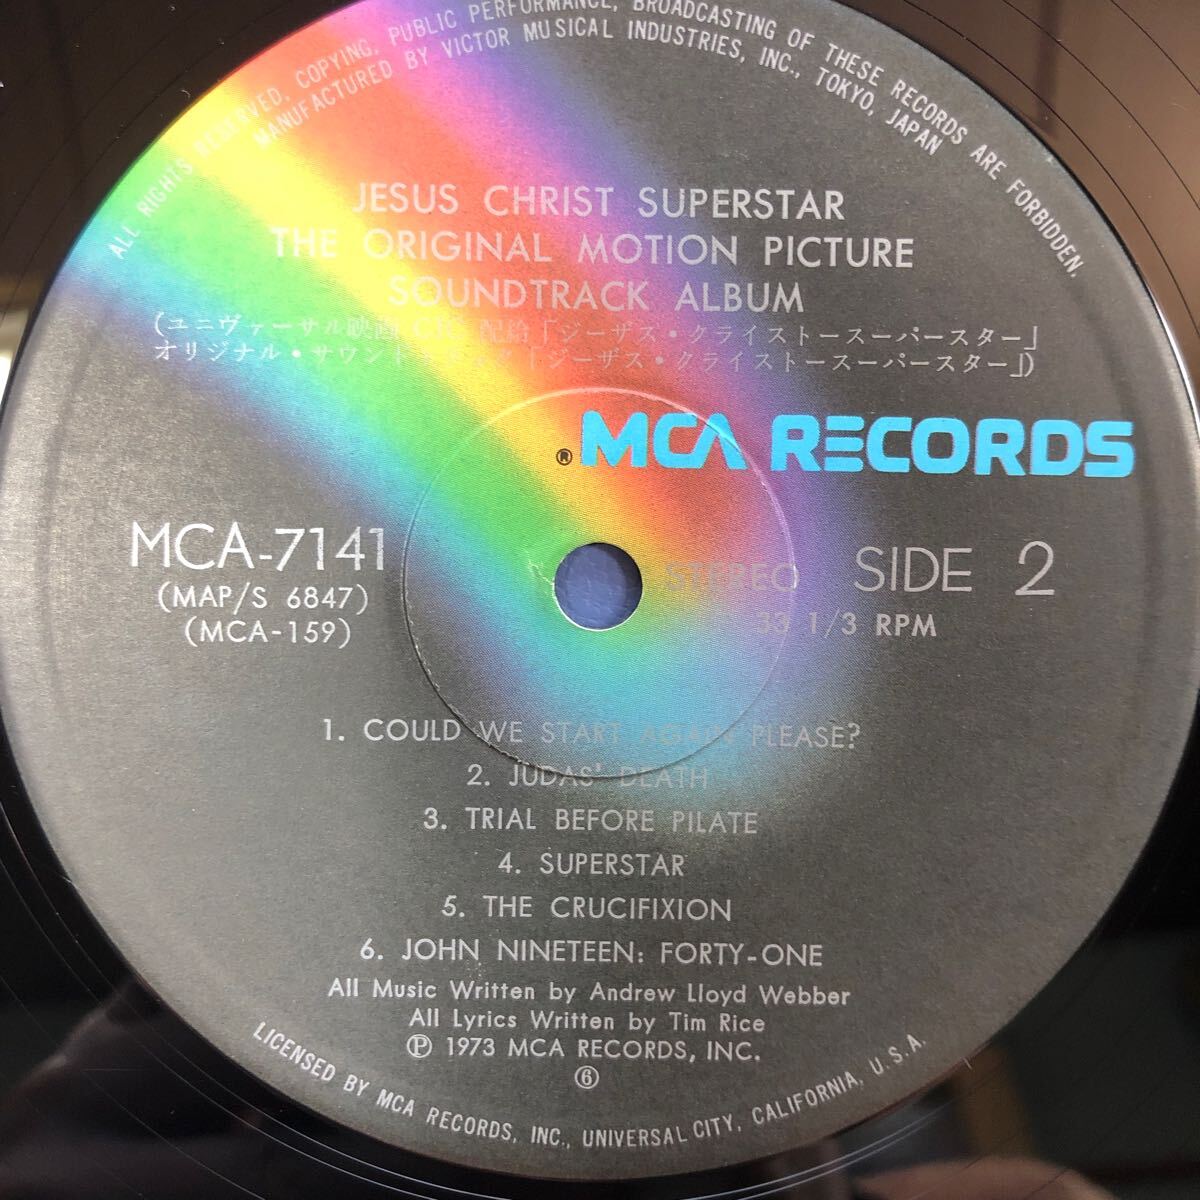 ALL RIGHTS RESERVED. COPYING, PUBLIC PERFORMANCE, BROADCASTING OF THESE RECORDS ARE FORBIDDEN.
MANUFACTURED BY VICTOR MUSICAL INDUSTRIES, INC., TOKYO, JAPAN
JESUS CHRIST SUPERSTAR
THE ORIGINAL MOTION PICTURE
SOUNDTRACK ALBUM
(ユニヴァーサル映画 CIC 配給「ジーザス・クライスト−スーパースター」
オリジナル・サウンドトラック「ジーザス・クライスト−スーパースター」)
® MCA RECORDS
MCA-7141
(MAP/S 6847)
(MCA-159)
STEREO SIDE 2
33 1/3 RPM
1. COULD WE START AGAIN PLEASE?
2. JUDAS' DEATH
3. TRIAL BEFORE PILATE
4. SUPERSTAR
5. THE CRUCIFIXION
6. JOHN NINETEEN: FORTY-ONE
All Music Written by Andrew Lloyd Webber
All Lyrics Written by Tim Rice
℗ 1973 MCA RECORDS, INC.
⑥
LICENSED BY MCA RECORDS, INC., UNIVERSAL CITY, CALIFORNIA, U.S.A.